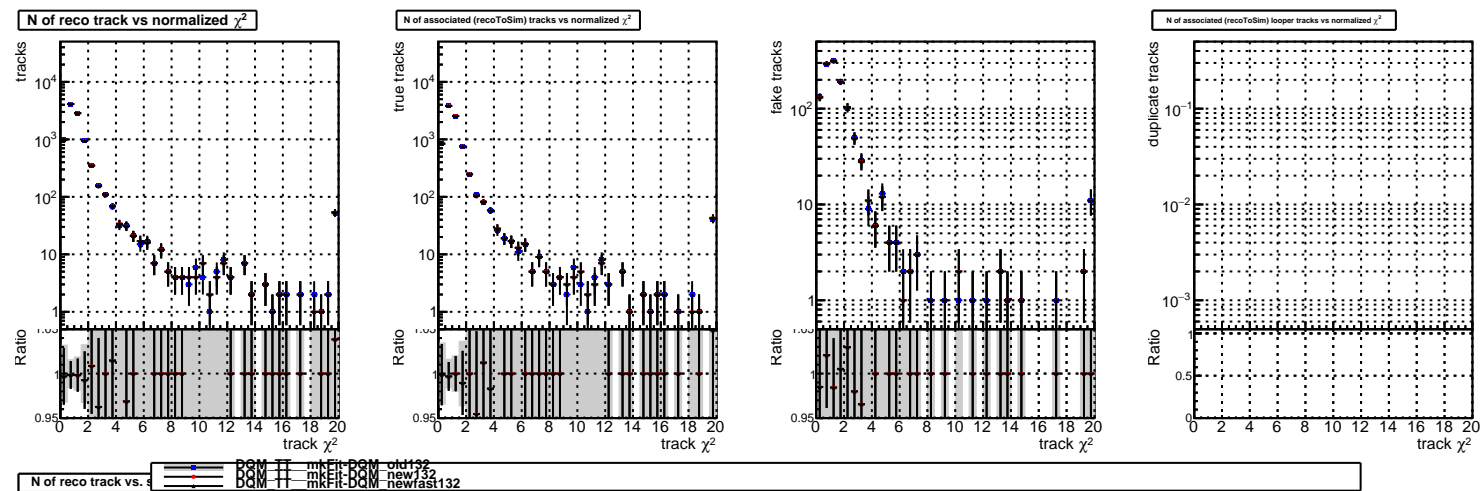 N of reco track vs normalized χ²
N of associated (recoToSim) tracks vs normalized χ²
N of associated (recoToSim) looper tracks vs normalized χ²
tracks
10⁴
10³
10²
10
1
Ratio
1
0.95
0 2 4 6 8 10 12 14 16 18 20
track χ²
true tracks
10⁴
10³
10²
10
1
Ratio
1
0.95
0 2 4 6 8 10 12 14 16 18 20
track χ²
fake tracks
10²
10
1
Ratio
1
0.95
0 2 4 6 8 10 12 14 16 18 20
track χ²
duplicate tracks
10⁻¹
10⁻²
10⁻³
Ratio
1
0.5
0
0 2 4 6 8 10 12 14 16 18 20
track χ²
DQM_TT__mkFit-DQM_old132
DQM_TT__mkFit-DQM_new132
DQM_TT__mkFit-DQM_newfast132
N of reco track vs. s